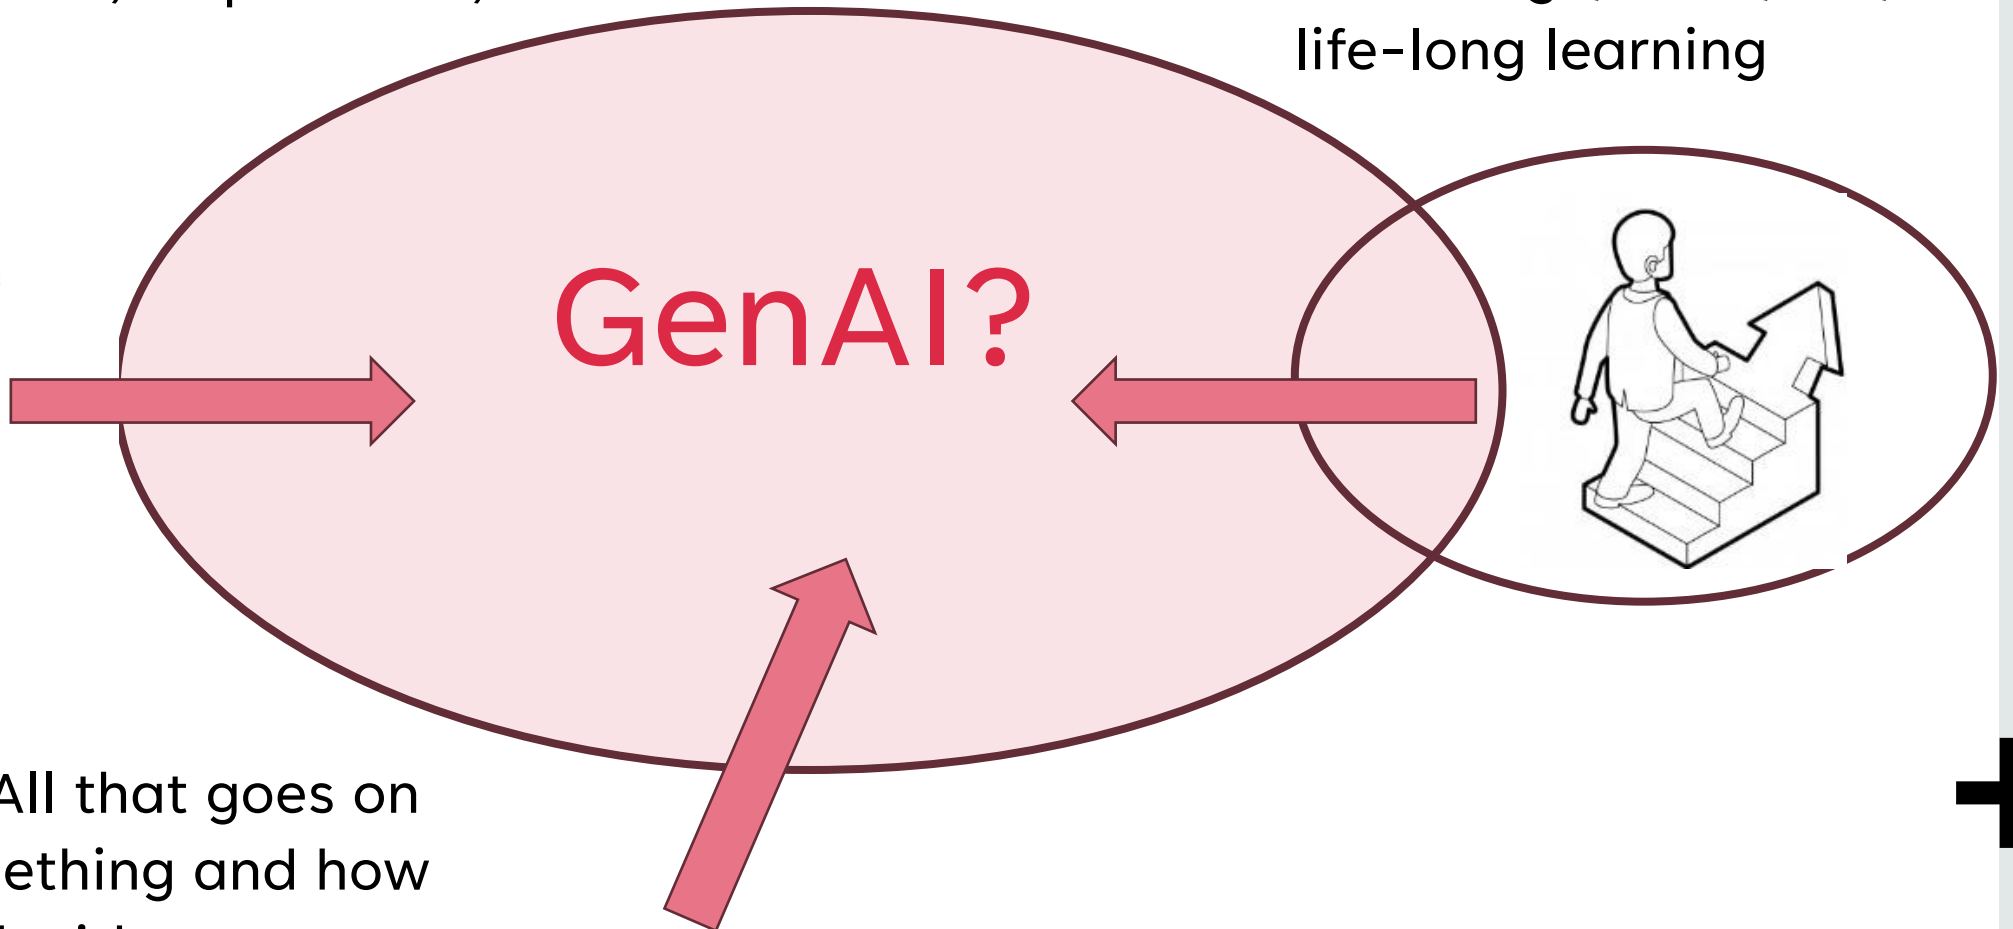 life-long learning
GenAI?
All that goes on
ething and how